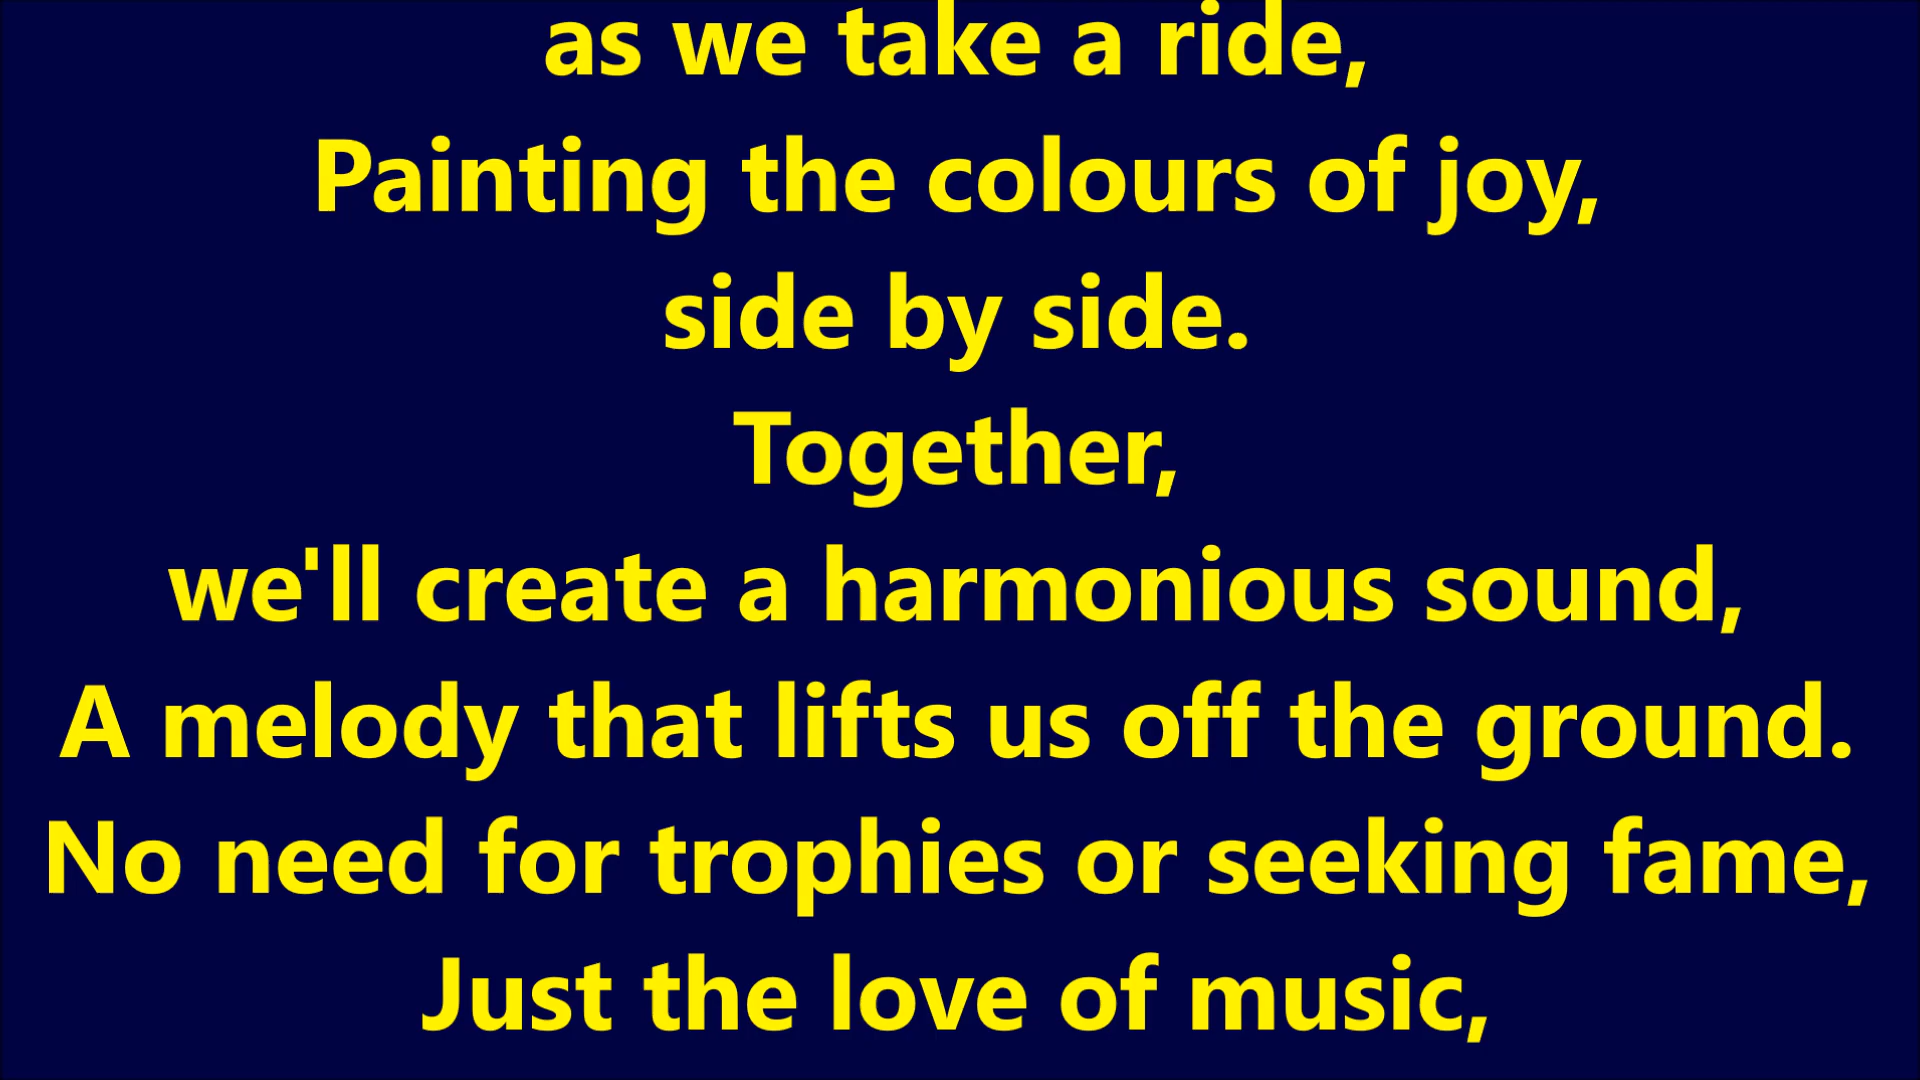 as we take a ride,
Painting the colours of joy,
side by side.
Together,
we'll create a harmonious sound,
A melody that lifts us off the ground.
No need for trophies or seeking fame,
Just the love of music,